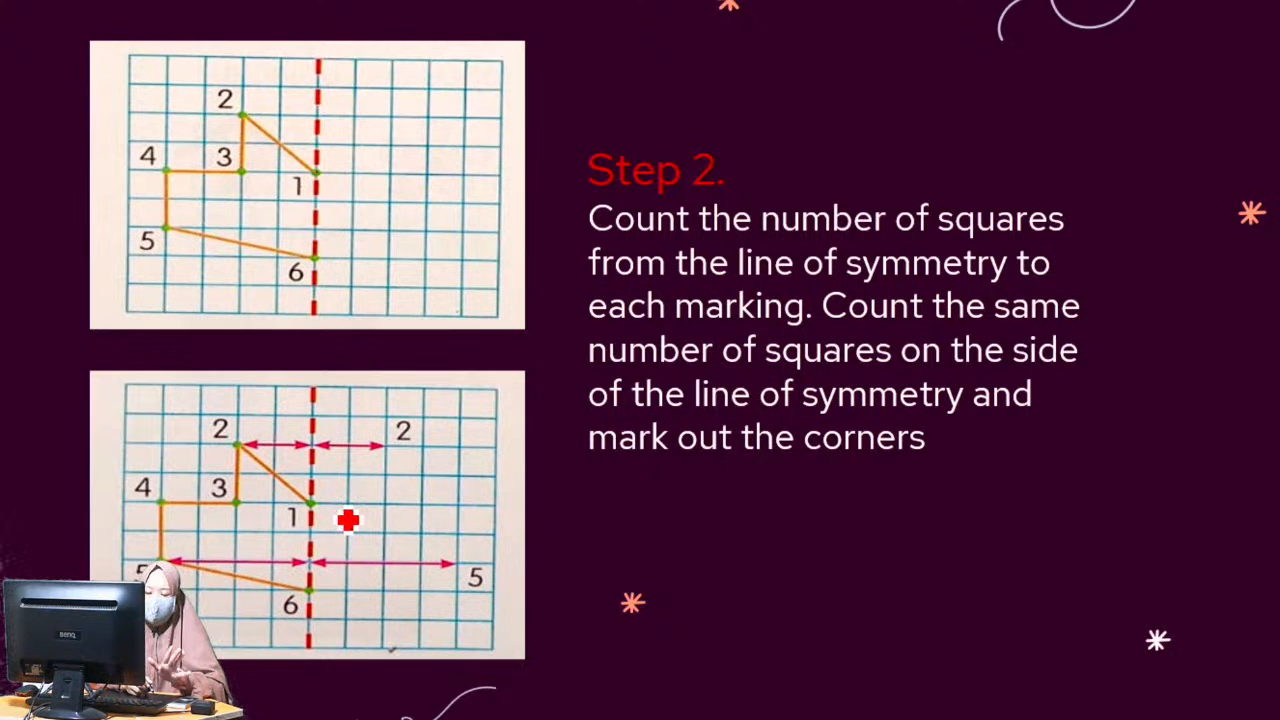 2
4
3
1
5
6
Step 2.
Count the number of squares
from the line of symmetry to
each marking. Count the same
number of squares on the side
of the line of symmetry and
mark out the corners
2
2
4
3
1
5
5
6
BenQ